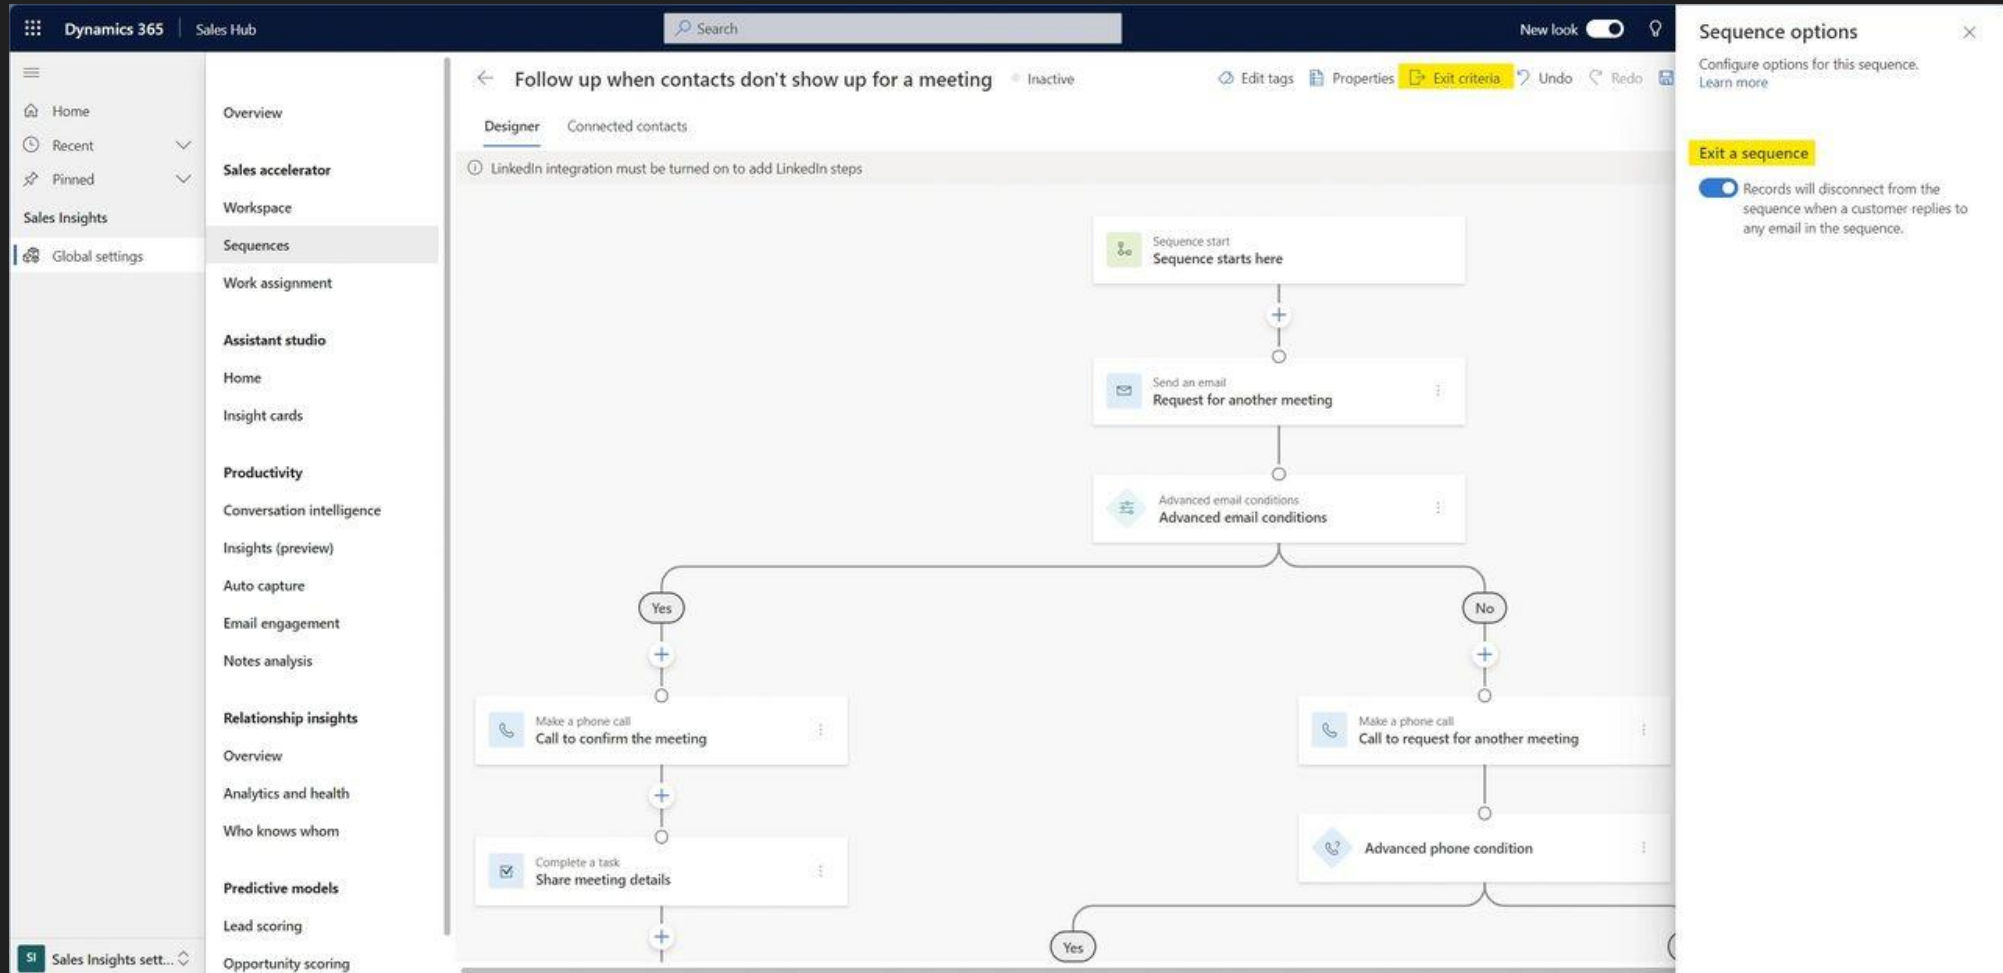 Dynamics 365
Sales Hub
Search
New look
Home
Recent
Pinned
Sales Insights
Global settings
SI
Sales Insights sett...
Overview
Sales accelerator
Workspace
Sequences
Work assignment
Assistant studio
Home
Insight cards
Productivity
Conversation intelligence
Insights (preview)
Auto capture
Email engagement
Notes analysis
Relationship insights
Overview
Analytics and health
Who knows whom
Predictive models
Lead scoring
Opportunity scoring
Follow up when contacts don't show up for a meeting
Inactive
Edit tags
Properties
Exit criteria
Undo
Redo
Designer
Connected contacts
LinkedIn integration must be turned on to add LinkedIn steps
Sequence start
Sequence starts here
Send an email
Request for another meeting
Advanced email conditions
Advanced email conditions
Yes
No
Make a phone call
Call to confirm the meeting
Make a phone call
Call to request for another meeting
Complete a task
Share meeting details
Advanced phone condition
Yes
Sequence options
Configure options for this sequence.
Learn more
Exit a sequence
Records will disconnect from the
sequence when a customer replies to
any email in the sequence.